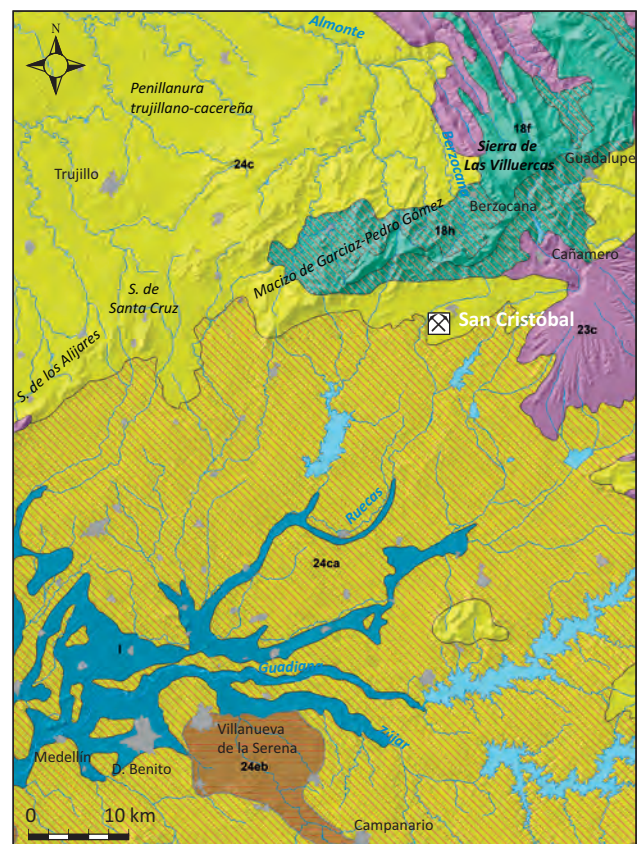 N
Almonte
Penillanura
trujillano-cacereña
18f
Sierra de
Las Villuercas
Berzocana
Guadalupe
24c
Trujillo
Berzocana
Macizo de Garciaz-Pedro Gómez
18h
Cañamero
S. de
Santa Cruz
San Cristóbal
23c
S. de los Alijares
Ruecas
24ca
I
Guadiana
Zújar
Villanueva
de la Serena
Medellín
D. Benito
24eb
0 10 km
Campanario